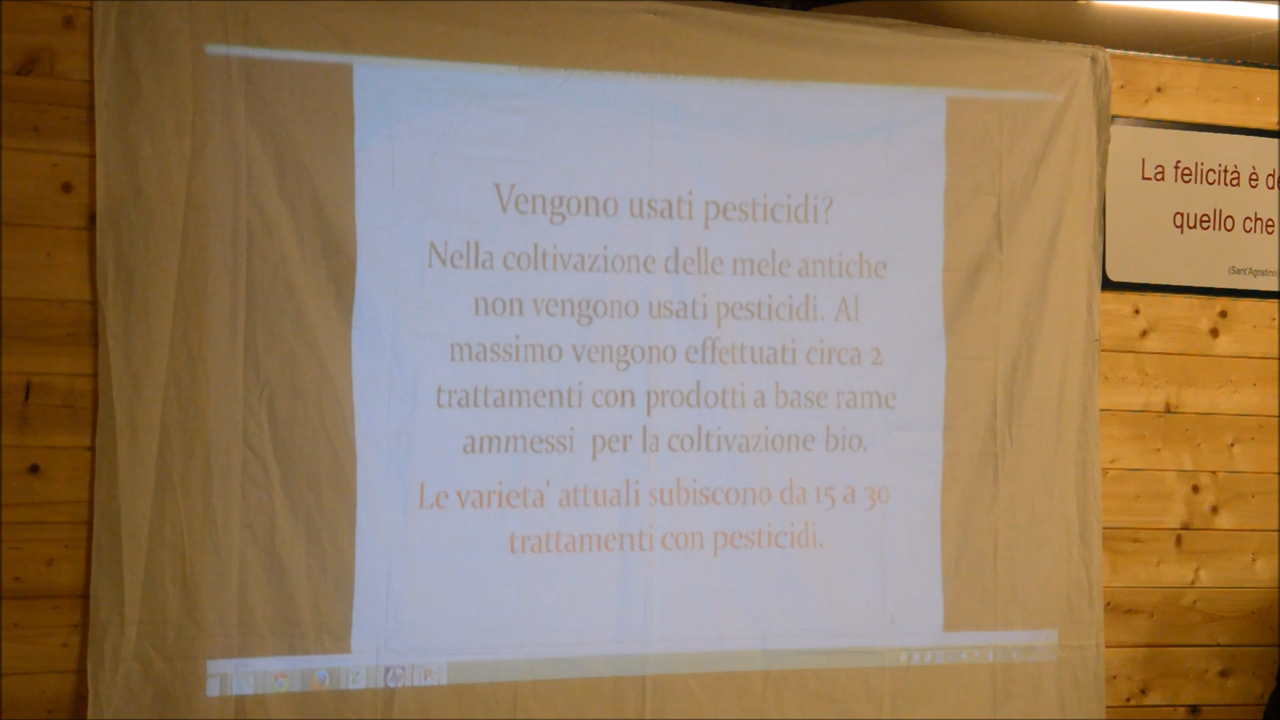 Vengono usati pesticidi?
Nella coltivazione delle mele antiche
non vengono usati pesticidi. Al
massimo vengono effettuati circa 2
trattamenti con prodotti a base rame
ammessi per la coltivazione bio.
Le varieta' attuali subiscono da 15 a 30
trattamenti con pesticidi.
La felicità è
quello che
(Sant'Agostino